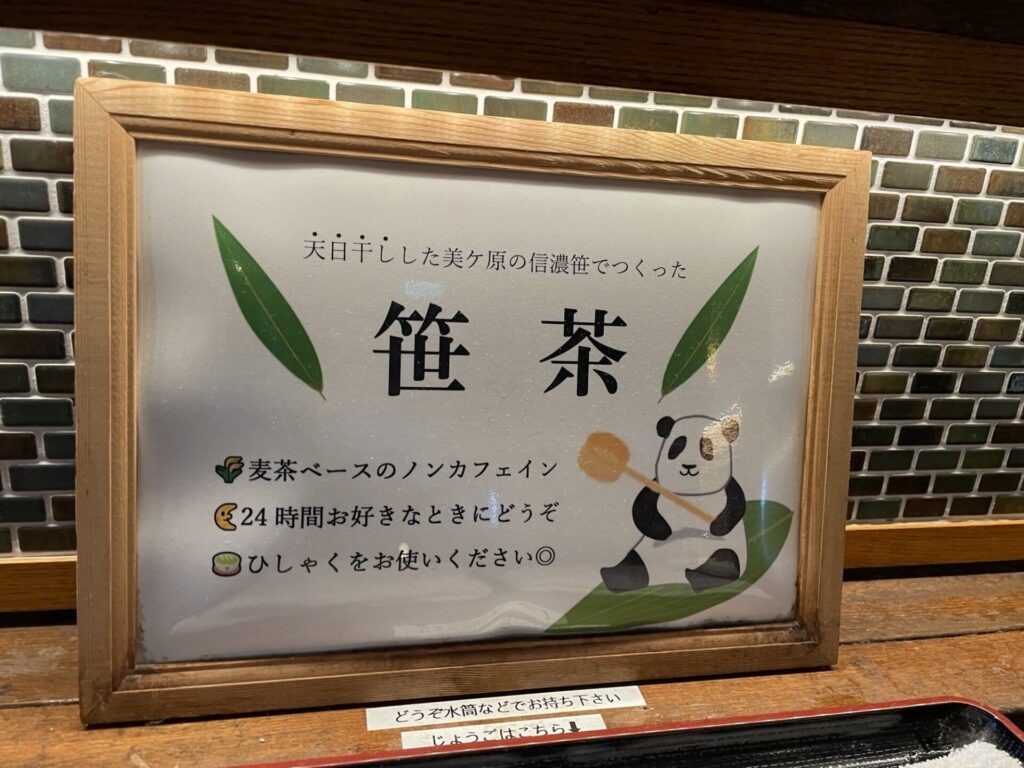 天日干しした美ケ原の信濃笹でつくった
笹茶
麦茶ベースのノンカフェイン
24時間お好きなときにどうぞ
ひしゃくをお使いください◎
どうぞ水筒などでお持ち下さい
じょうごはこちら⬇